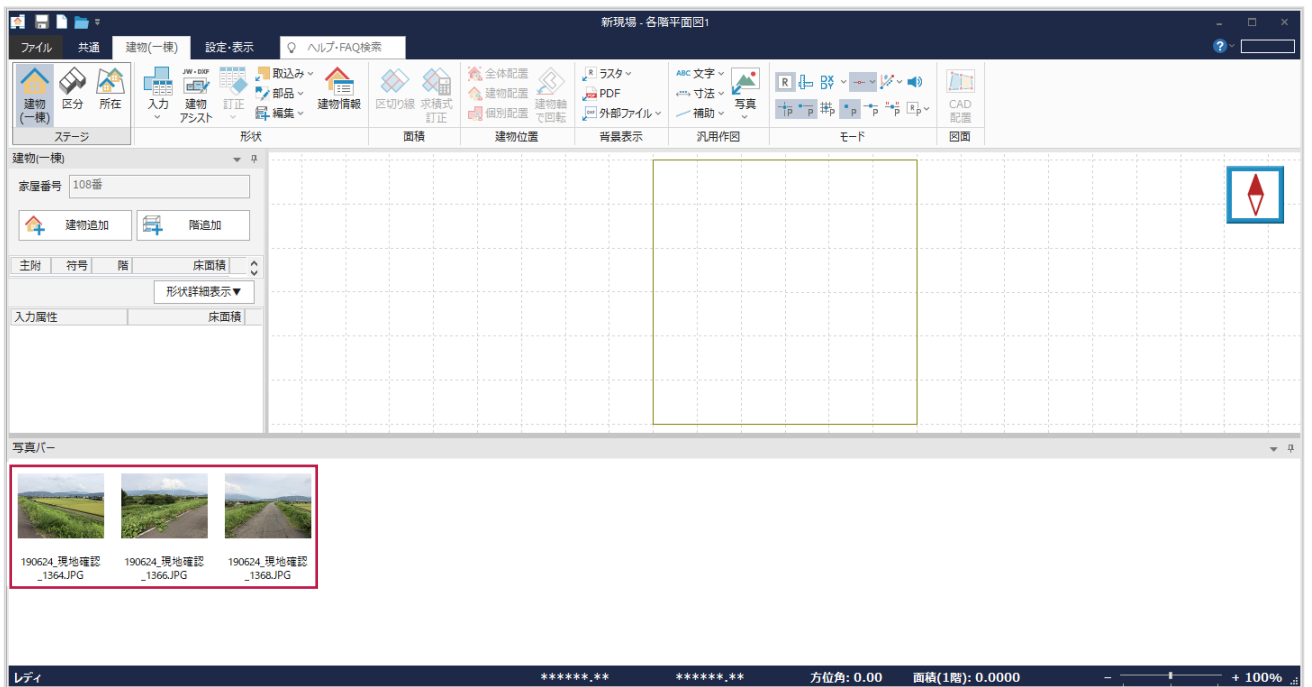 新現場 - 各階平面図1
ファイル 共通 建物(一棟) 設定・表示 ヘルプ・FAQ検索 ?
建物
(一棟)
区分
所在
ステージ
入力
JW・DXF
建物
アシスト
訂正
取込み
部品
編集
建物情報
形状
区切り線
求積式
訂正
面積
全体配置
建物配置
個別配置
建物軸
で回転
建物位置
R ラスタ
PDF
外部ファイル
背景表示
ABC 文字
寸法
補助
写真
汎用作図
モード
CAD
配置
図面
建物(一棟)
家屋番号 108番
建物追加 階追加
主附 符号 階 床面積
形状詳細表示▼
入力属性 床面積
写真バー
190624_現地確認
_1364.JPG
190624_現地確認
_1366.JPG
190624_現地確認
_1368.JPG
レディ ******.** ******.** 方位角: 0.00 面積(1階): 0.0000 - + 100%